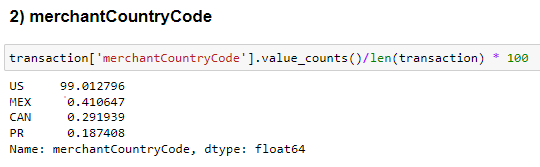 2) merchantCountryCode
transaction['merchantCountryCode'].value_counts()/len(transaction) * 100
US     99.012796
MEX     0.410647
CAN     0.291939
PR      0.187408
Name: merchantCountryCode, dtype: float64